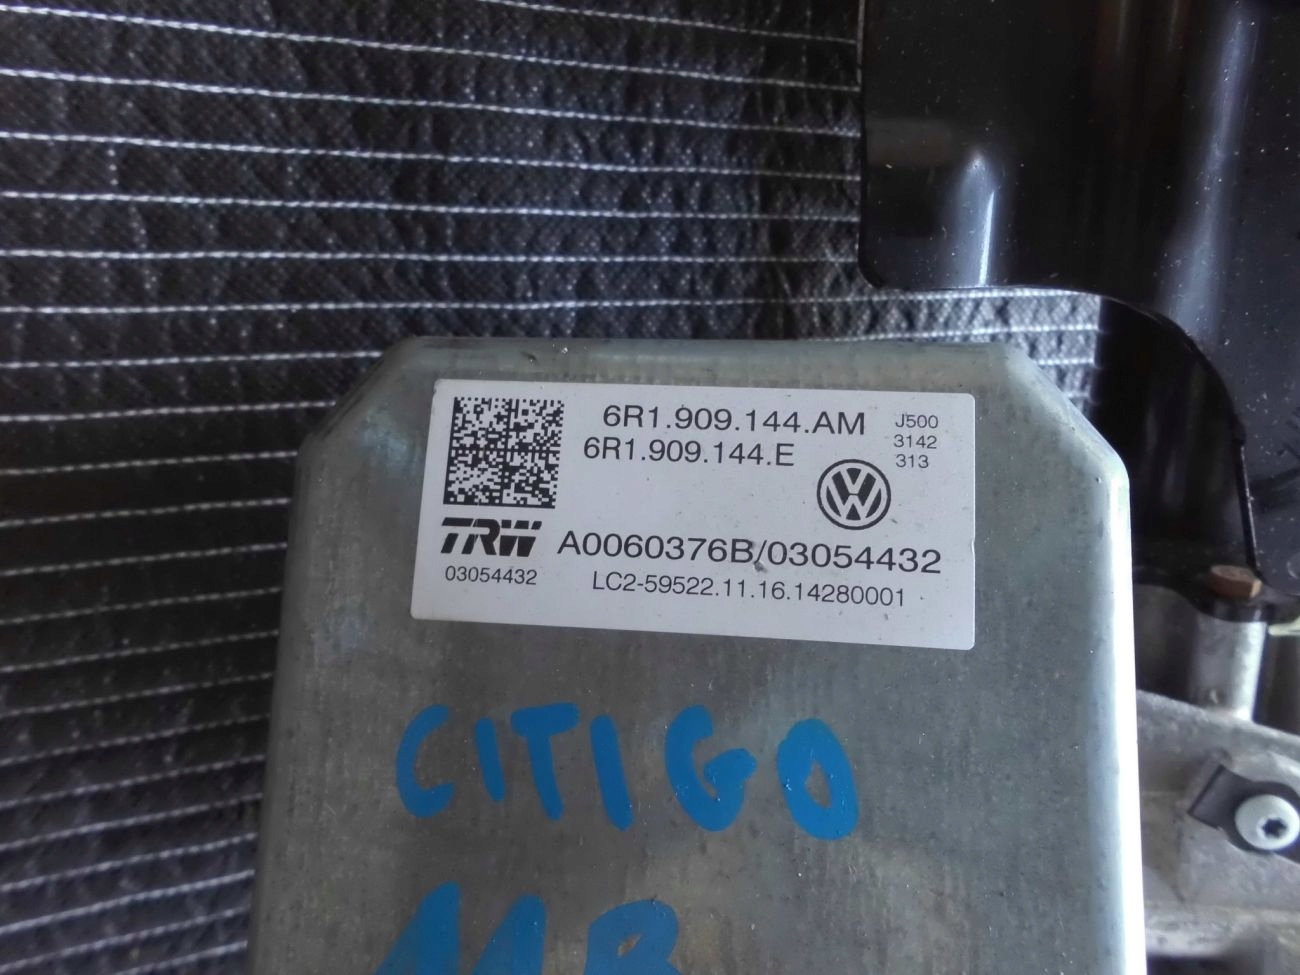 6R1.909.144.AM
6R1.909.144.E
J500
3142
313
TRW
03054432
A0060376B/03054432
LC2-59522.11.16.14280001
CITIGO